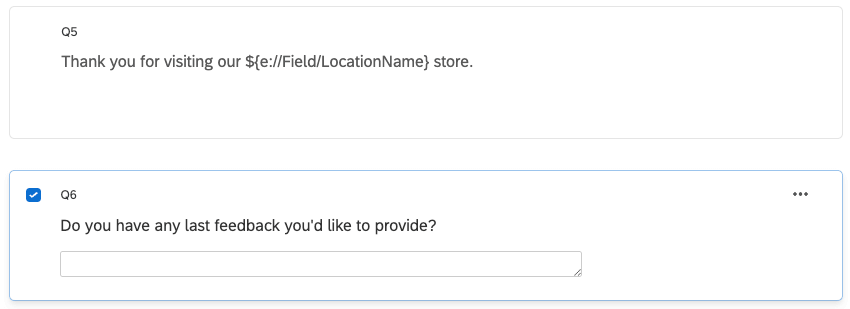 Q5
Thank you for visiting our ${e://Field/LocationName} store.
Q6
Do you have any last feedback you'd like to provide?